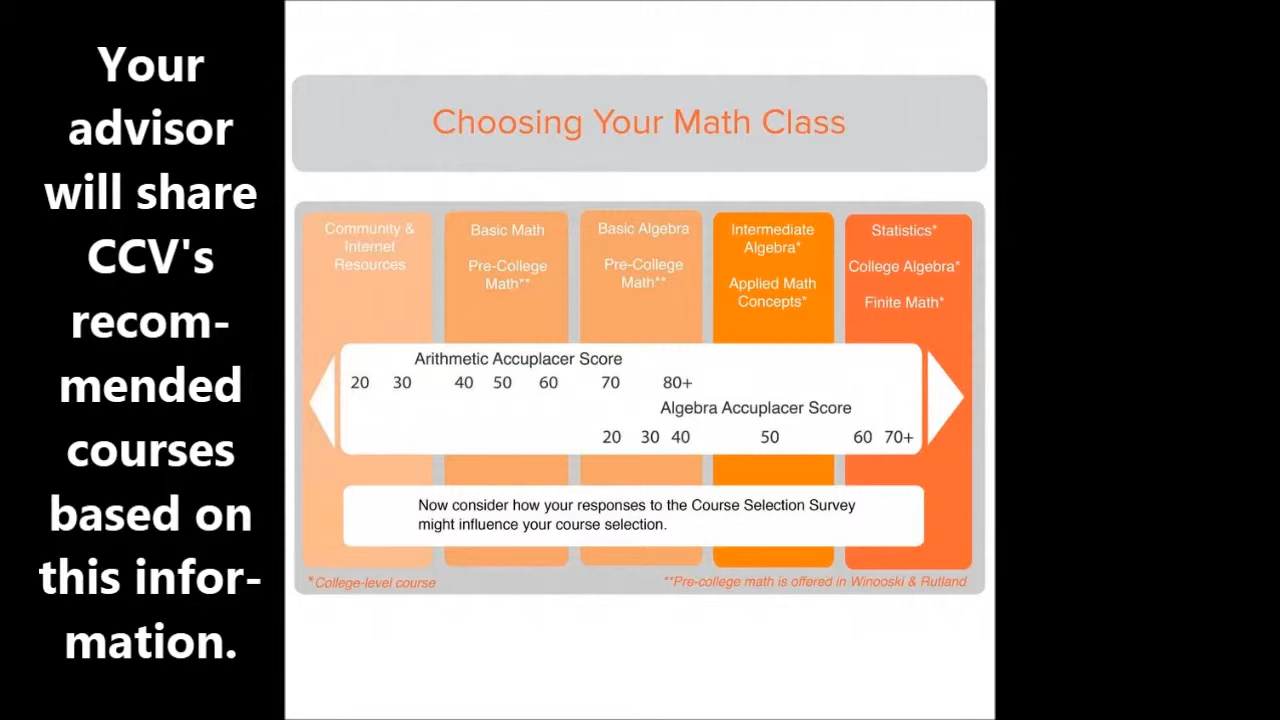 Your
advisor
will share
CCV's
recom-
mended
courses
based on
this infor-
mation.
Choosing Your Math Class
Community &
Internet
Resources
Basic Math
Pre-College
Math**
Basic Algebra
Pre-College
Math**
Intermediate
Algebra*
Applied Math
Concepts*
Statistics*
College Algebra*
Finite Math*
Arithmetic Accuplacer Score
20 30 40 50 60 70 80+
Algebra Accuplacer Score
20 30 40 50 60 70+
Now consider how your responses to the Course Selection Survey
might influence your course selection.
*College-level course
**Pre-college math is offered in Winooski & Rutland